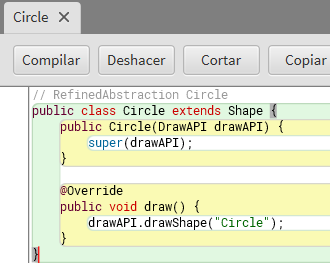 Circle ×
Compilar Deshacer Cortar Copiar
// RefinedAbstraction Circle
public class Circle extends Shape {
    public Circle(DrawAPI drawAPI) {
        super(drawAPI);
    }
    @Override
    public void draw() {
        drawAPI.drawShape("Circle");
    }
}